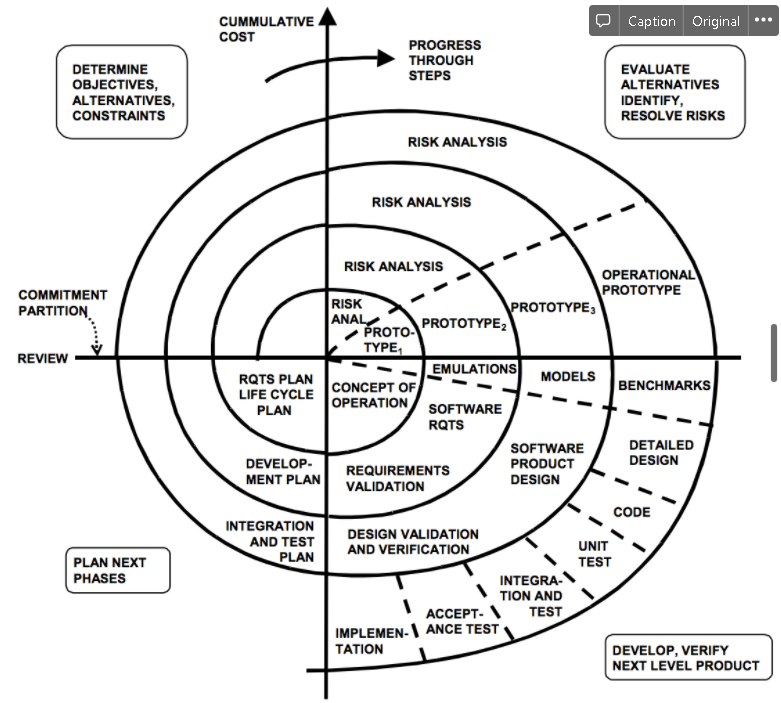 Caption
Original
CUMMULATIVE
COST
PROGRESS
THROUGH
STEPS
DETERMINE
OBJECTIVES,
ALTERNATIVES,
CONSTRAINTS
EVALUATE
ALTERNATIVES
IDENTIFY,
RESOLVE RISKS
RISK ANALYSIS
RISK ANALYSIS
RISK ANALYSIS
RISK
ANAL.
COMMITMENT
PARTITION
REVIEW
PROTO-
TYPE1
PROTOTYPE2
PROTOTYPE3
OPERATIONAL
PROTOTYPE
RQTS PLAN
LIFE CYCLE
PLAN
CONCEPT OF
OPERATION
EMULATIONS
MODELS
BENCHMARKS
SOFTWARE
RQTS
SOFTWARE
PRODUCT
DESIGN
DETAILED
DESIGN
DEVELOP-
MENT PLAN
REQUIREMENTS
VALIDATION
CODE
INTEGRATION
AND TEST
PLAN
DESIGN VALIDATION
AND VERIFICATION
UNIT
TEST
PLAN NEXT
PHASES
INTEGRA-
TION AND
TEST
ACCEPT-
ANCE TEST
IMPLEMEN-
TATION
DEVELOP, VERIFY
NEXT LEVEL PRODUCT